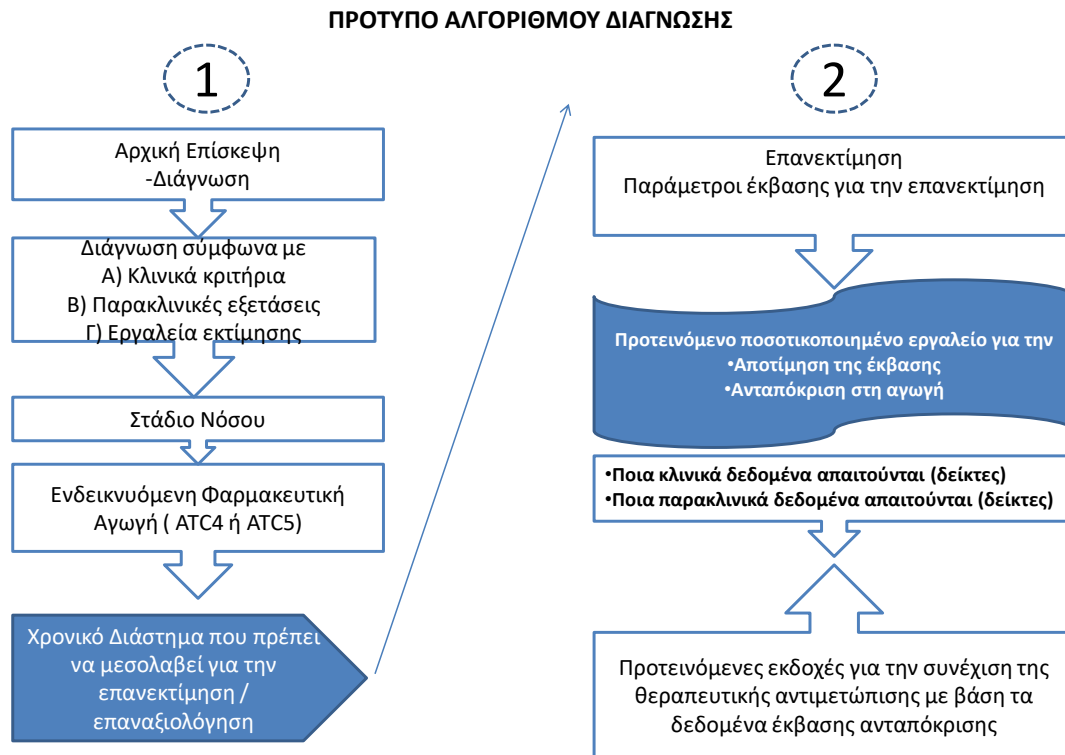 ΠΡΟΤΥΠΟ ΑΛΓΟΡΙΘΜΟΥ ΔΙΑΓΝΩΣΗΣ
1
Αρχική Επίσκεψη
-Διάγνωση
Διάγνωση σύμφωνα με
Α) Κλινικά κριτήρια
Β) Παρακλινικές εξετάσεις
Γ) Εργαλεία εκτίμησης
Στάδιο Νόσου
Ενδεικνυόμενη Φαρμακευτική
Αγωγή ( ATC4 ή ATC5)
Χρονικό Διάστημα που πρέπει
να μεσολαβεί για την
επανεκτίμηση /
επαναξιολόγηση
2
Επανεκτίμηση
Παράμετροι έκβασης για την επανεκτίμηση
Προτεινόμενο ποσοτικοποιημένο εργαλείο για την
•Αποτίμηση της έκβασης
•Ανταπόκριση στη αγωγή
•Ποια κλινικά δεδομένα απαιτούνται (δείκτες)
•Ποια παρακλινικά δεδομένα απαιτούνται (δείκτες)
Προτεινόμενες εκδοχές για την συνέχιση της
θεραπευτικής αντιμετώπισης με βάση τα
δεδομένα έκβασης ανταπόκρισης